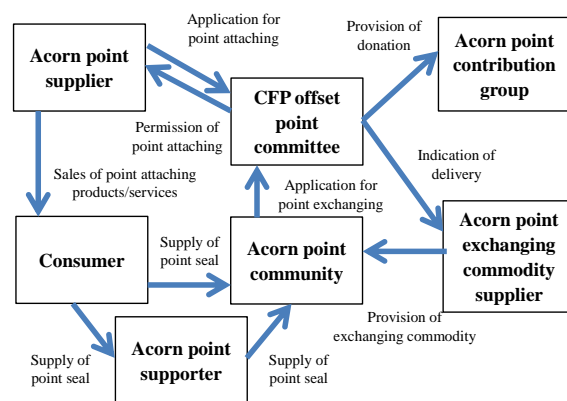 Application for
point attaching
Provision of
donation
Acorn point
supplier
Acorn point
contribution
group
CFP offset
point
committee
Permission of
point attaching
Indication of
delivery
Sales of point attaching
products/services
Application for
point exchanging
Consumer
Supply of
point seal
Acorn point
community
Acorn point
exchanging
commodity
supplier
Provision of
exchanging commodity
Supply of
point seal
Acorn point
supporter
Supply of
point seal